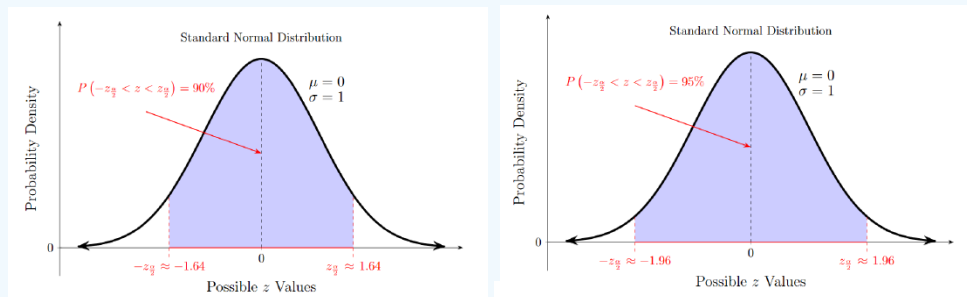 Standard Normal Distribution
P(−z_{α/2} < z < z_{α/2}) = 90%
μ = 0
σ = 1
Probability Density
0
0
−z_{α/2} ≈ −1.64
z_{α/2} ≈ 1.64
Possible z Values
Standard Normal Distribution
P(−z_{α/2} < z < z_{α/2}) = 95%
μ = 0
σ = 1
Probability Density
0
0
−z_{α/2} ≈ −1.96
z_{α/2} ≈ 1.96
Possible z Values